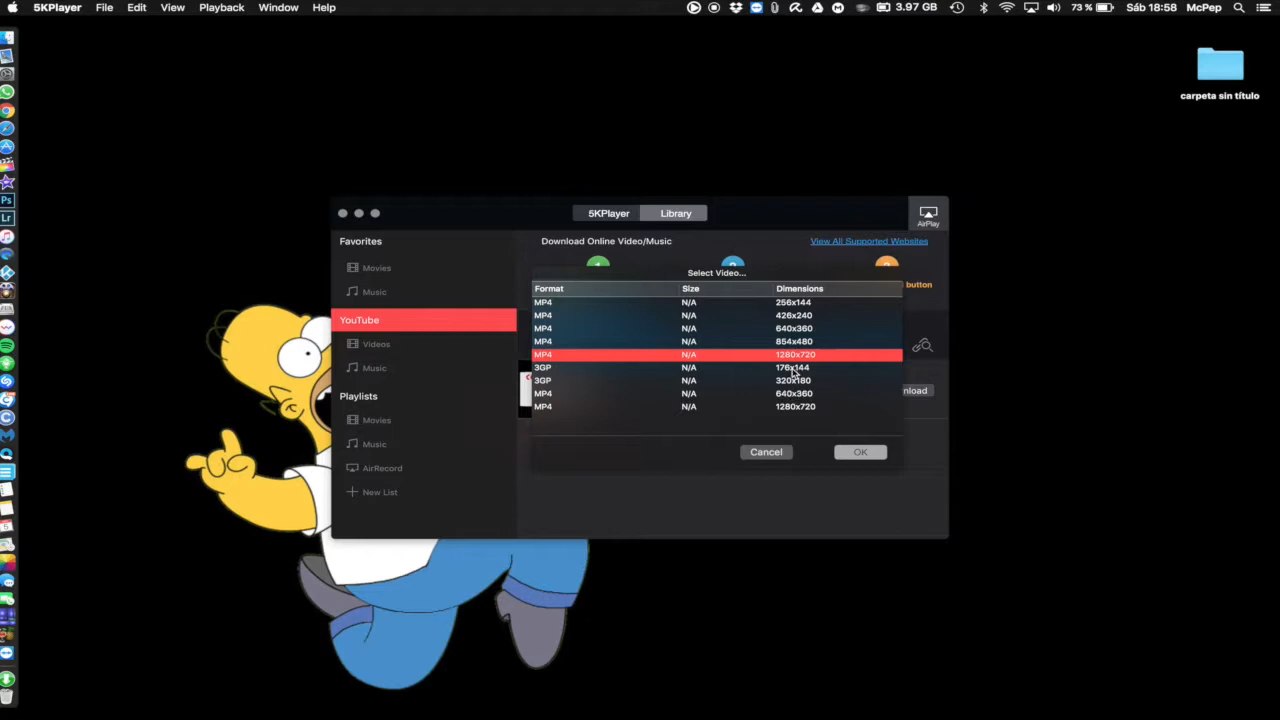 5KPlayer File Edit View Playback Window Help 3.97 GB 73 % Sáb 18:58 McPep
carpeta sin título
5KPlayer Library
AirPlay
Favorites
Movies
Music
YouTube
Videos
Music
Playlists
Movies
Music
AirRecord
New List
Download Online Video/Music View All Supported Websites
button
Select Video...
Format Size Dimensions
MP4 N/A 256x144
MP4 N/A 426x240
MP4 N/A 640x360
MP4 N/A 854x480
MP4 N/A 1280x720
3GP N/A 176x144
3GP N/A 320x180
MP4 N/A 640x360
MP4 N/A 1280x720
nload
Cancel OK
Ps
Lr